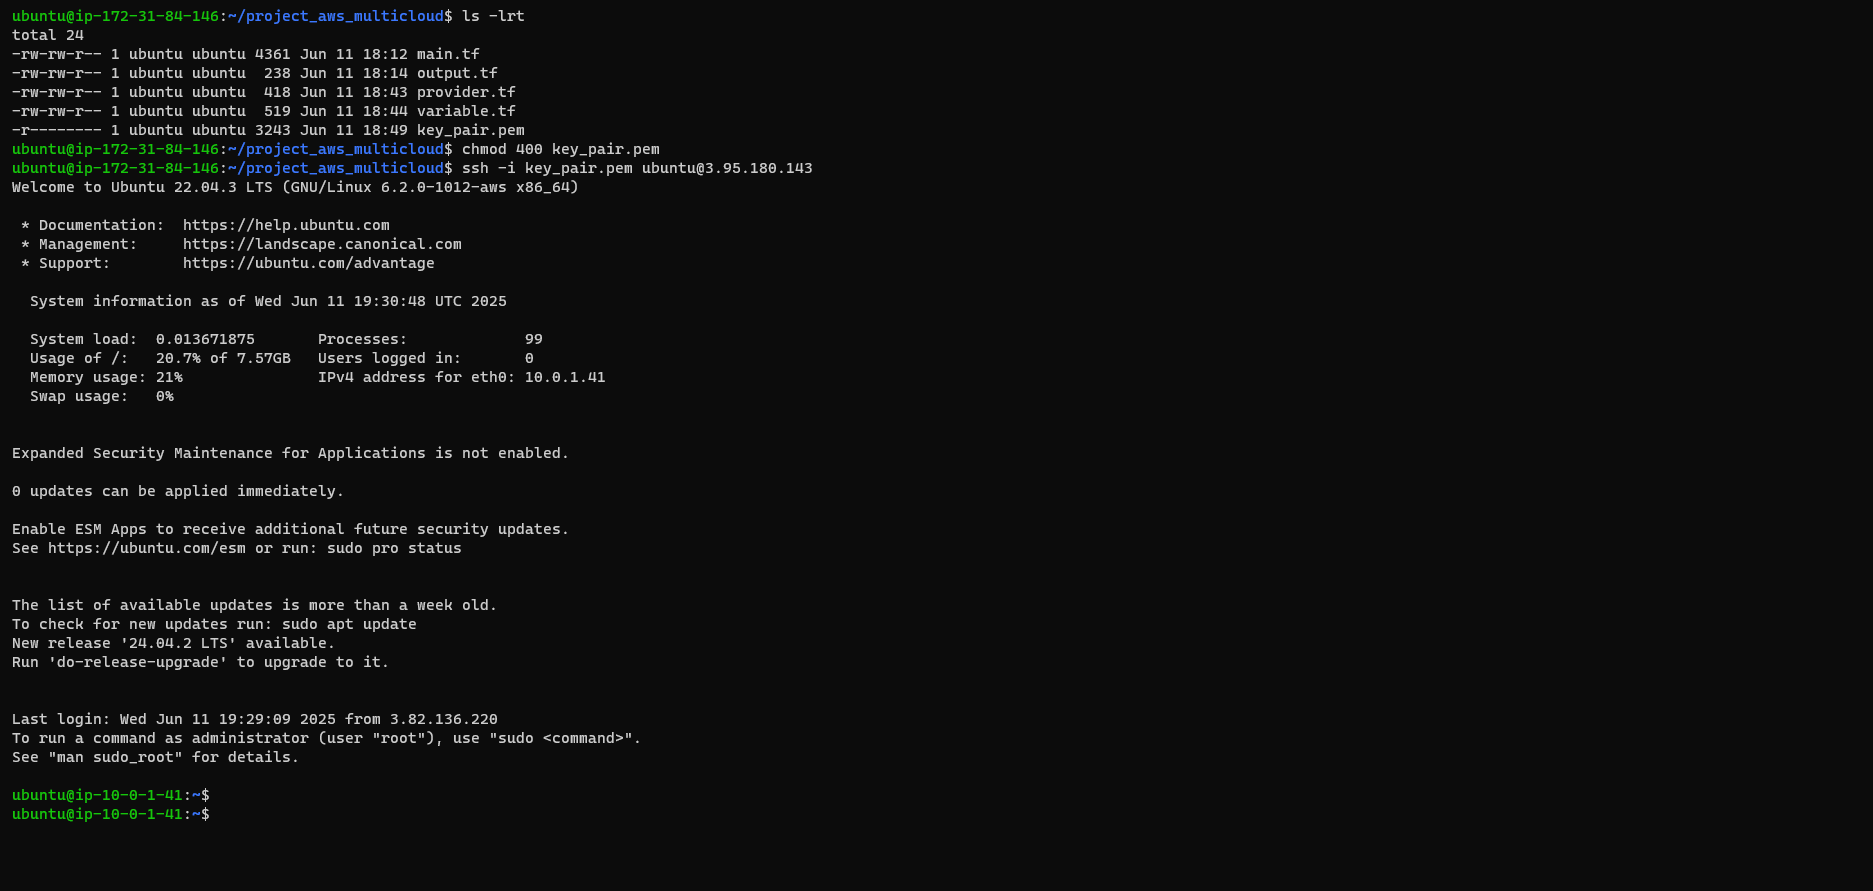 ubuntu@ip-172-31-84-146:~/project_aws_multicloud$ ls -lrt
total 24
-rw-rw-r-- 1 ubuntu ubuntu 4361 Jun 11 18:12 main.tf
-rw-rw-r-- 1 ubuntu ubuntu  238 Jun 11 18:14 output.tf
-rw-rw-r-- 1 ubuntu ubuntu  418 Jun 11 18:43 provider.tf
-rw-rw-r-- 1 ubuntu ubuntu  519 Jun 11 18:44 variable.tf
-r-------- 1 ubuntu ubuntu 3243 Jun 11 18:49 key_pair.pem
ubuntu@ip-172-31-84-146:~/project_aws_multicloud$ chmod 400 key_pair.pem
ubuntu@ip-172-31-84-146:~/project_aws_multicloud$ ssh -i key_pair.pem ubuntu@3.95.180.143
Welcome to Ubuntu 22.04.3 LTS (GNU/Linux 6.2.0-1012-aws x86_64)

 * Documentation:  https://help.ubuntu.com
 * Management:     https://landscape.canonical.com
 * Support:        https://ubuntu.com/advantage

  System information as of Wed Jun 11 19:30:48 UTC 2025

  System load:  0.013671875       Processes:             99
  Usage of /:   20.7% of 7.57GB   Users logged in:       0
  Memory usage: 21%               IPv4 address for eth0: 10.0.1.41
  Swap usage:   0%

Expanded Security Maintenance for Applications is not enabled.

0 updates can be applied immediately.

Enable ESM Apps to receive additional future security updates.
See https://ubuntu.com/esm or run: sudo pro status

The list of available updates is more than a week old.
To check for new updates run: sudo apt update
New release '24.04.2 LTS' available.
Run 'do-release-upgrade' to upgrade to it.

Last login: Wed Jun 11 19:29:09 2025 from 3.82.136.220
To run a command as administrator (user "root"), use "sudo <command>".
See "man sudo_root" for details.

ubuntu@ip-10-0-1-41:~$
ubuntu@ip-10-0-1-41:~$